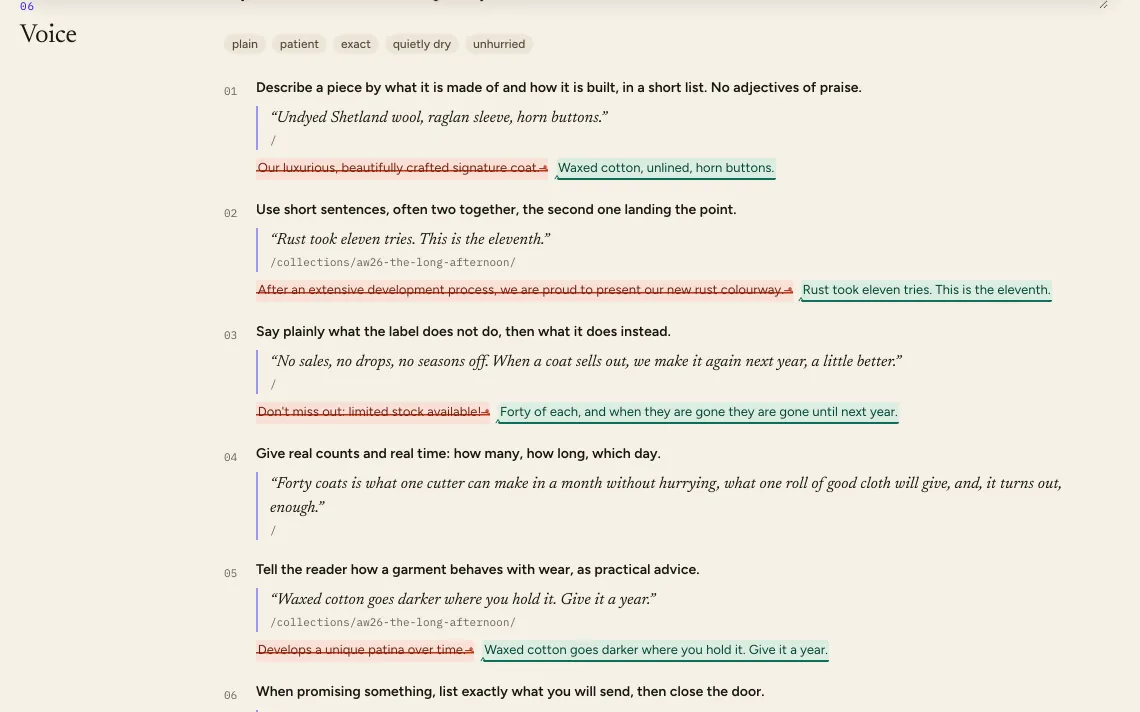 06
Voice
plain patient exact quietly dry unhurried
01 Describe a piece by what it is made of and how it is built, in a short list. No adjectives of praise.
“Undyed Shetland wool, raglan sleeve, horn buttons.”
/
Our luxurious, beautifully crafted signature coat. Waxed cotton, unlined, horn buttons.
02 Use short sentences, often two together, the second one landing the point.
“Rust took eleven tries. This is the eleventh.”
/collections/aw26-the-long-afternoon/
After an extensive development process, we are proud to present our new rust colourway. Rust took eleven tries. This is the eleventh.
03 Say plainly what the label does not do, then what it does instead.
“No sales, no drops, no seasons off. When a coat sells out, we make it again next year, a little better.”
/
Don't miss out: limited stock available! Forty of each, and when they are gone they are gone until next year.
04 Give real counts and real time: how many, how long, which day.
“Forty coats is what one cutter can make in a month without hurrying, what one roll of good cloth will give, and, it turns out,
enough.”
/
05 Tell the reader how a garment behaves with wear, as practical advice.
“Waxed cotton goes darker where you hold it. Give it a year.”
/collections/aw26-the-long-afternoon/
Develops a unique patina over time. Waxed cotton goes darker where you hold it. Give it a year.
06 When promising something, list exactly what you will send, then close the door.